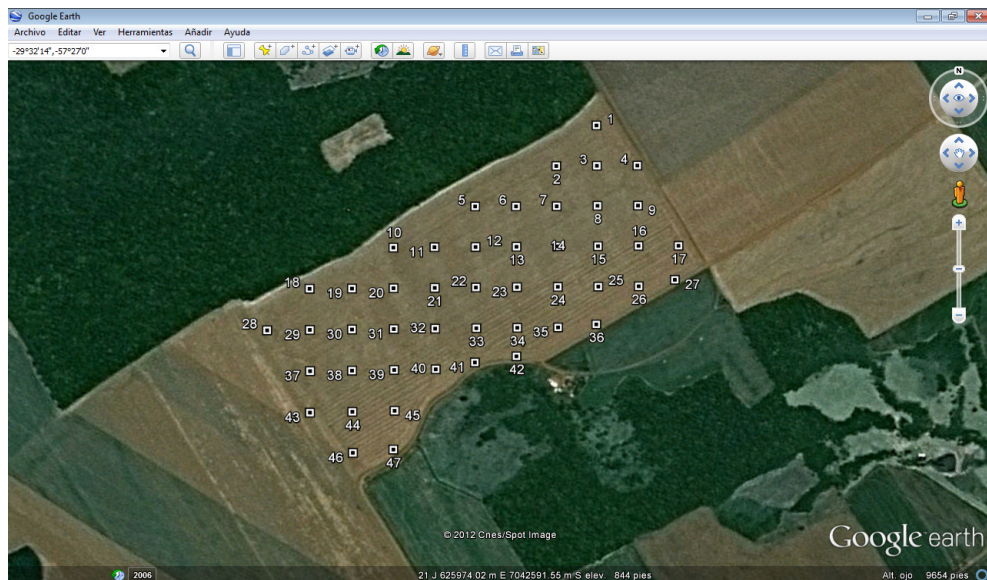 Google Earth
Archivo Editar Ver Herramientas Añadir Ayuda
-29°32'14",-57°27'0"
N
1
2 3 4
5 6 7 8 9
10 11 12 13 14 15 16 17
18 19 20 21 22 23 24 25 26 27
28 29 30 31 32 33 34 35 36
37 38 39 40 41 42
43 44 45
46 47
© 2012 Cnes/Spot Image
Google earth
2006 21 J 625974.02 m E 7042591.55 m S elev. 844 pies Alt. ojo 9654 pies